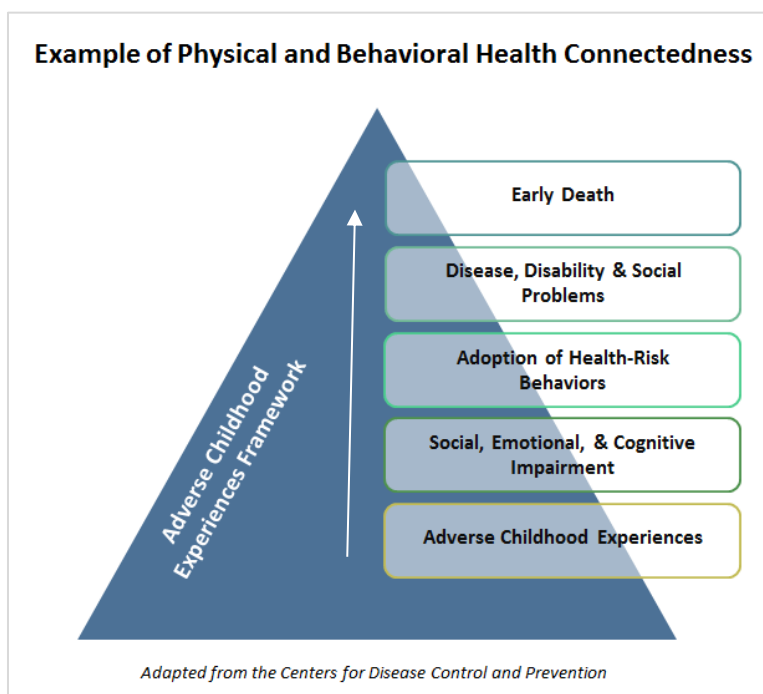 Example of Physical and Behavioral Health Connectedness
Early Death
Disease, Disability & Social
Problems
Adoption of Health-Risk
Behaviors
Social, Emotional, & Cognitive
Impairment
Adverse Childhood Experiences
Adverse Childhood
Experiences Framework
Adapted from the Centers for Disease Control and Prevention